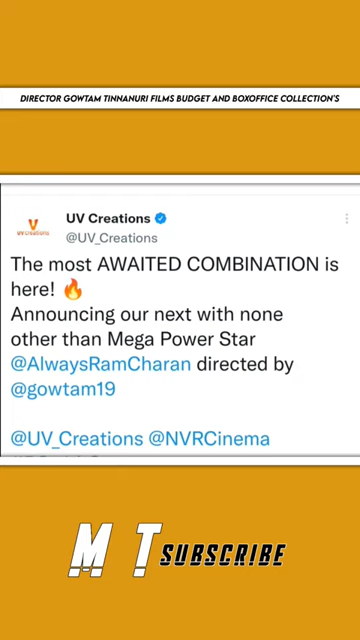 DIRECTOR GOWTAM TINNANURI FILMS BUDGET AND BOXOFFICE COLLECTION'S
UV Creations
@UV_Creations
UV Creations
The most AWAITED COMBINATION is
here! 🔥
Announcing our next with none
other than Mega Power Star
@AlwaysRamCharan directed by
@gowtam19
@UV_Creations @NVRCinema
M T SUBSCRIBE